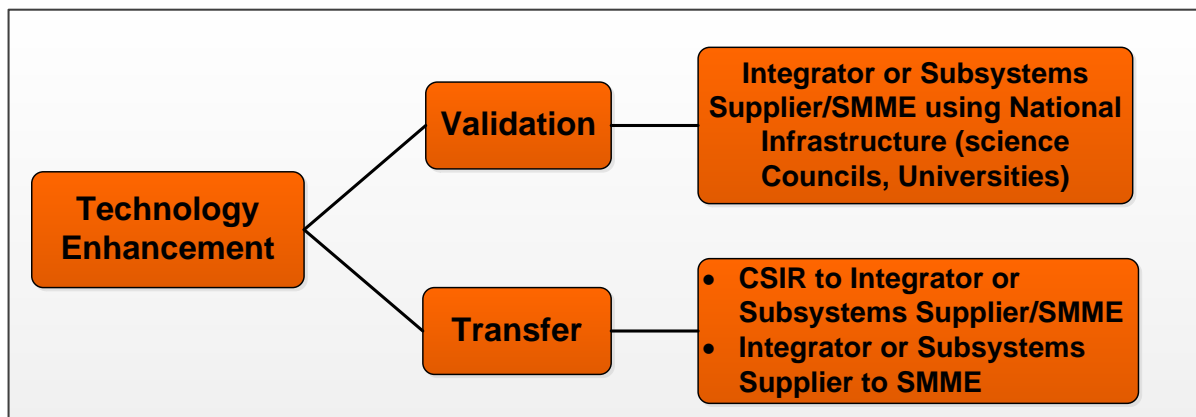 Technology
Enhancement
Validation
Integrator or Subsystems
Supplier/SMME using National
Infrastructure (science
Councils, Universities)
Transfer
• CSIR to Integrator or
Subsystems Supplier/SMME
• Integrator or Subsystems
Supplier to SMME